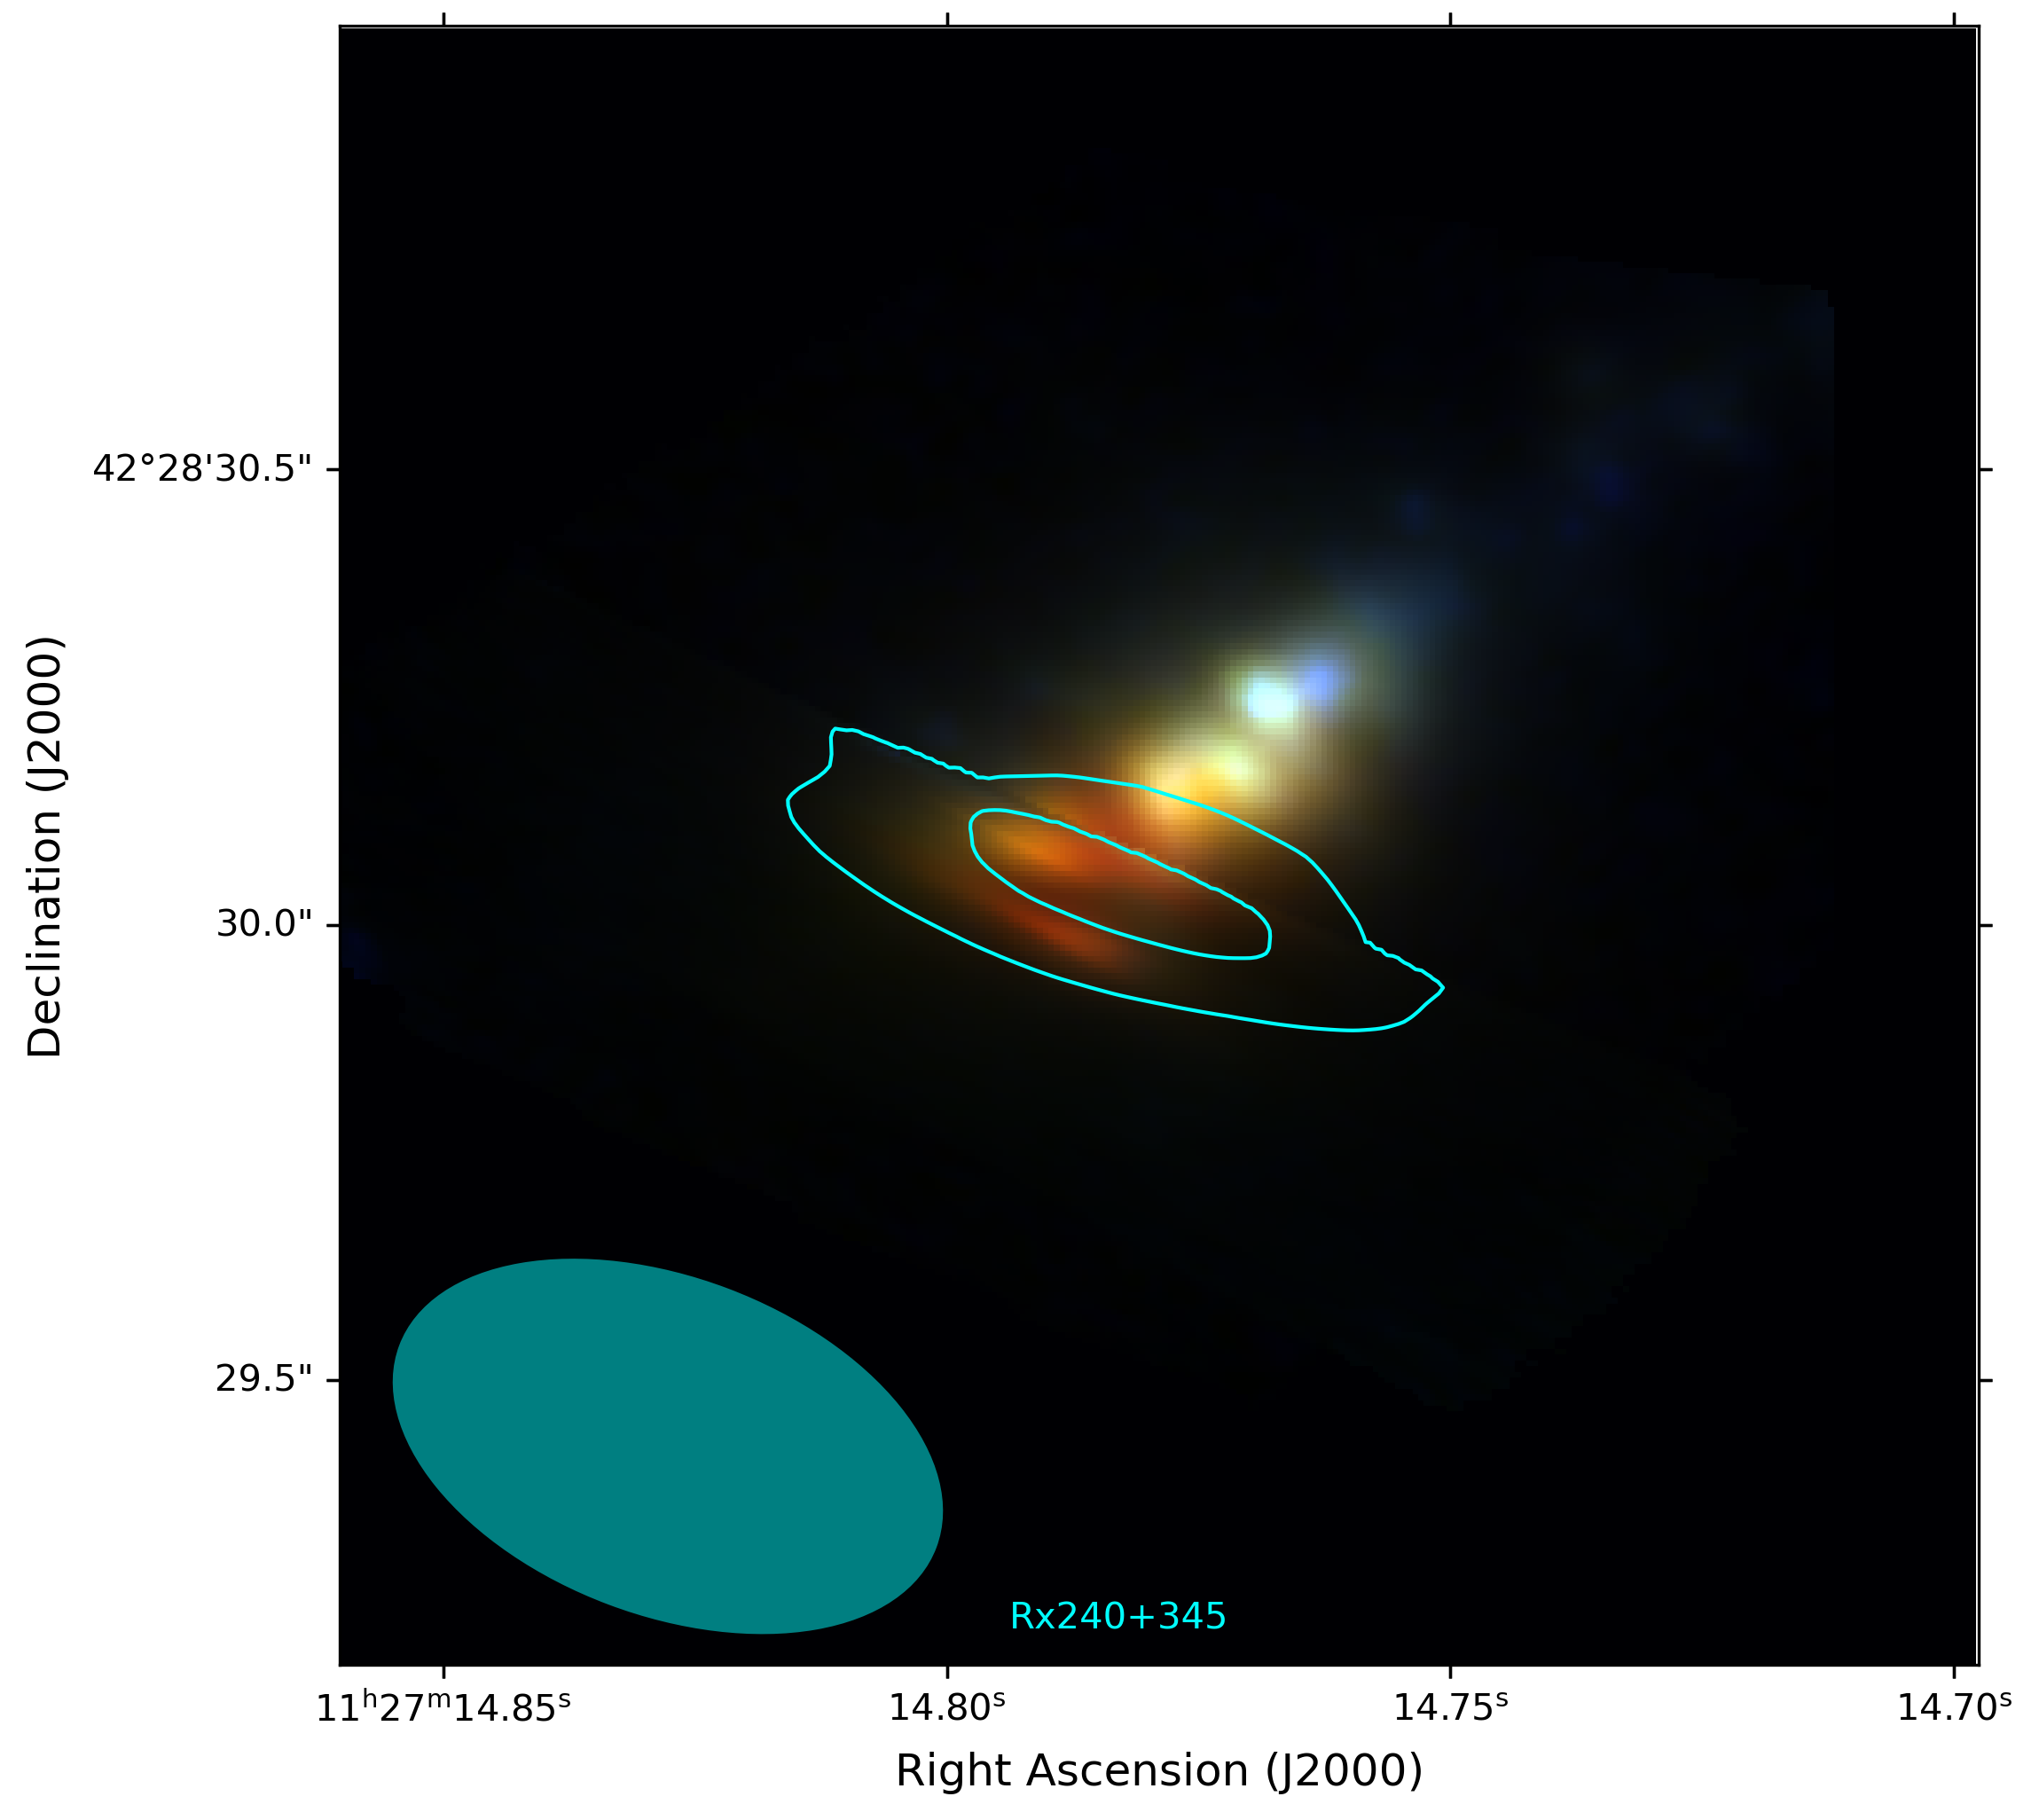 Declination (J2000)
42°28'30.5"
30.0"
29.5"
Rx240+345
11ʰ27ᵐ14.85ˢ
14.80ˢ
14.75ˢ
14.70ˢ
Right Ascension (J2000)